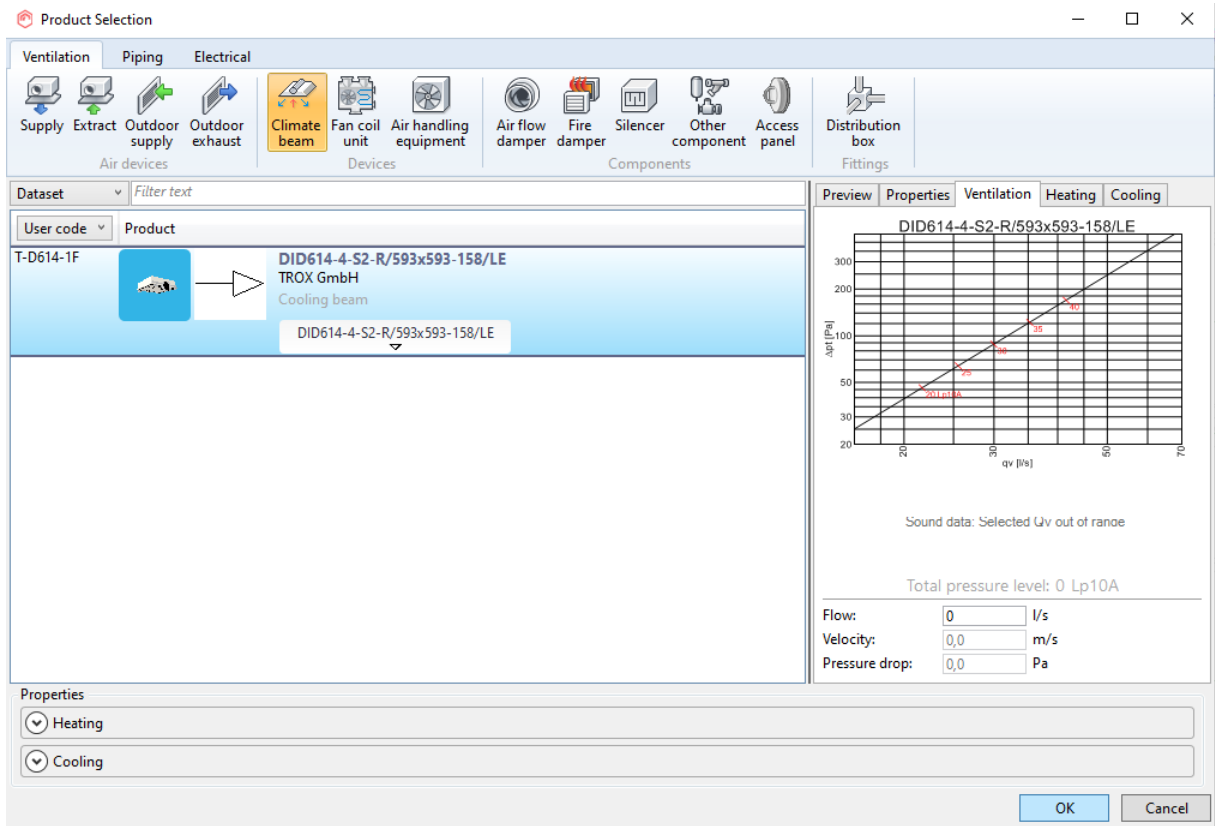 Product Selection
Ventilation Piping Electrical
Supply Extract Outdoor supply Outdoor exhaust Climate beam Fan coil unit Air handling equipment Air flow damper Fire damper Silencer Other component Access panel Distribution box
Air devices Devices Components Fittings
Dataset Filter text
User code Product
T-D614-1F
DID614-4-S2-R/593x593-158/LE
TROX GmbH
Cooling beam
DID614-4-S2-R/593x593-158/LE
Preview Properties Ventilation Heating Cooling
DID614-4-S2-R/593x593-158/LE
300
200
100
50
30
20
Δpt [Pa]
40
35
30
25
20 Lp10A
20 30 50 70
qv [l/s]
Sound data: Selected Qv out of range
Total pressure level: 0 Lp10A
Flow: 0 l/s
Velocity: 0,0 m/s
Pressure drop: 0,0 Pa
Properties
Heating
Cooling
OK Cancel